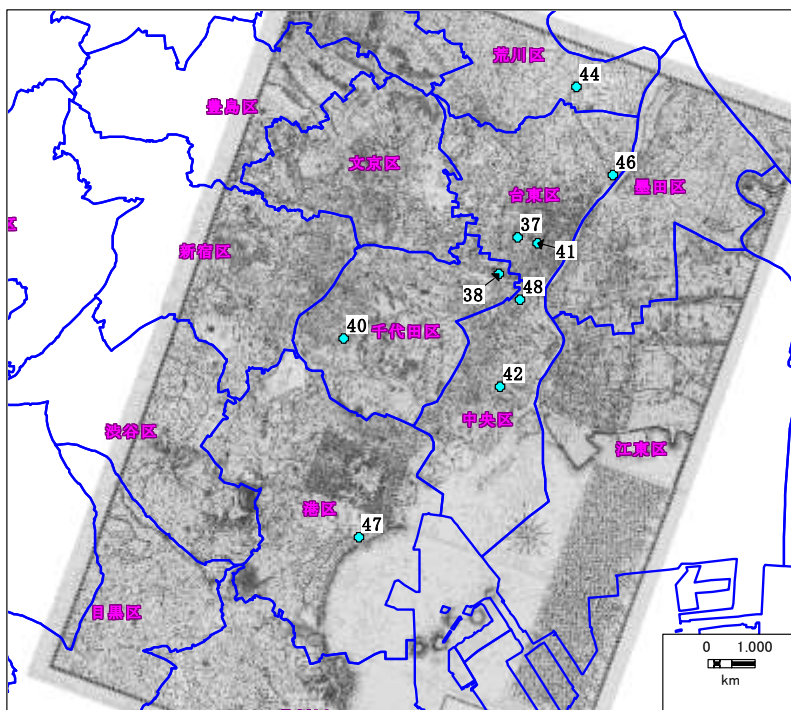 荒川区
44
豊島区
文京区
46
墨田区
台東区
37
41
新宿区
区
38
48
40
千代田区
42
中央区
渋谷区
江東区
港区
47
目黒区
0 1.000
km